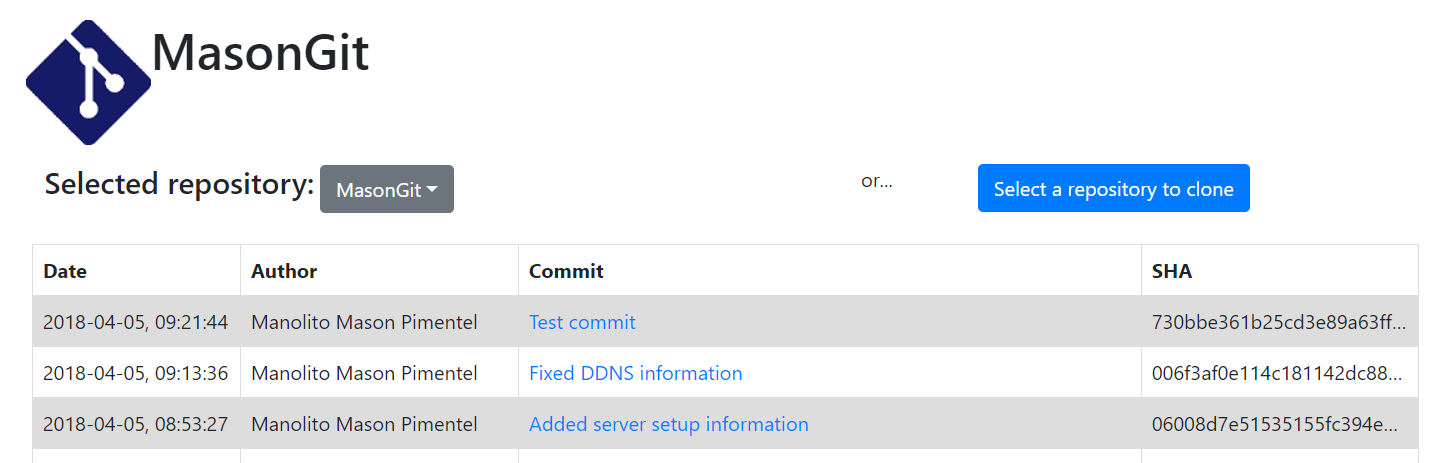 MasonGit
Selected repository: MasonGit or... Select a repository to clone
Date Author Commit SHA
2018-04-05, 09:21:44 Manolito Mason Pimentel Test commit 730bbe361b25cd3e89a63ff...
2018-04-05, 09:13:36 Manolito Mason Pimentel Fixed DDNS information 006f3af0e114c181142dc88...
2018-04-05, 08:53:27 Manolito Mason Pimentel Added server setup information 06008d7e51535155fc394e...